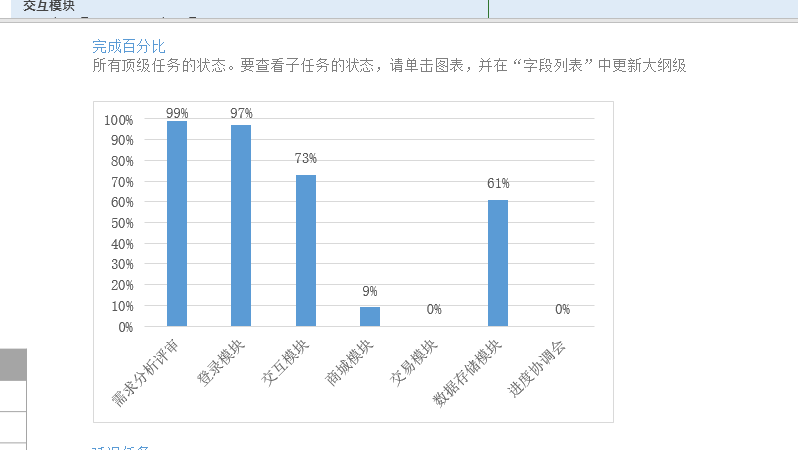 交互模块
完成百分比
所有顶级任务的状态。要查看子任务的状态，请单击图表，并在“字段列表”中更新大纲级
100%
90%
80%
70%
60%
50%
40%
30%
20%
10%
0%
99%
97%
73%
9%
0%
61%
0%
需求分析评审
登录模块
交互模块
商城模块
交易模块
数据存储模块
进度协调会